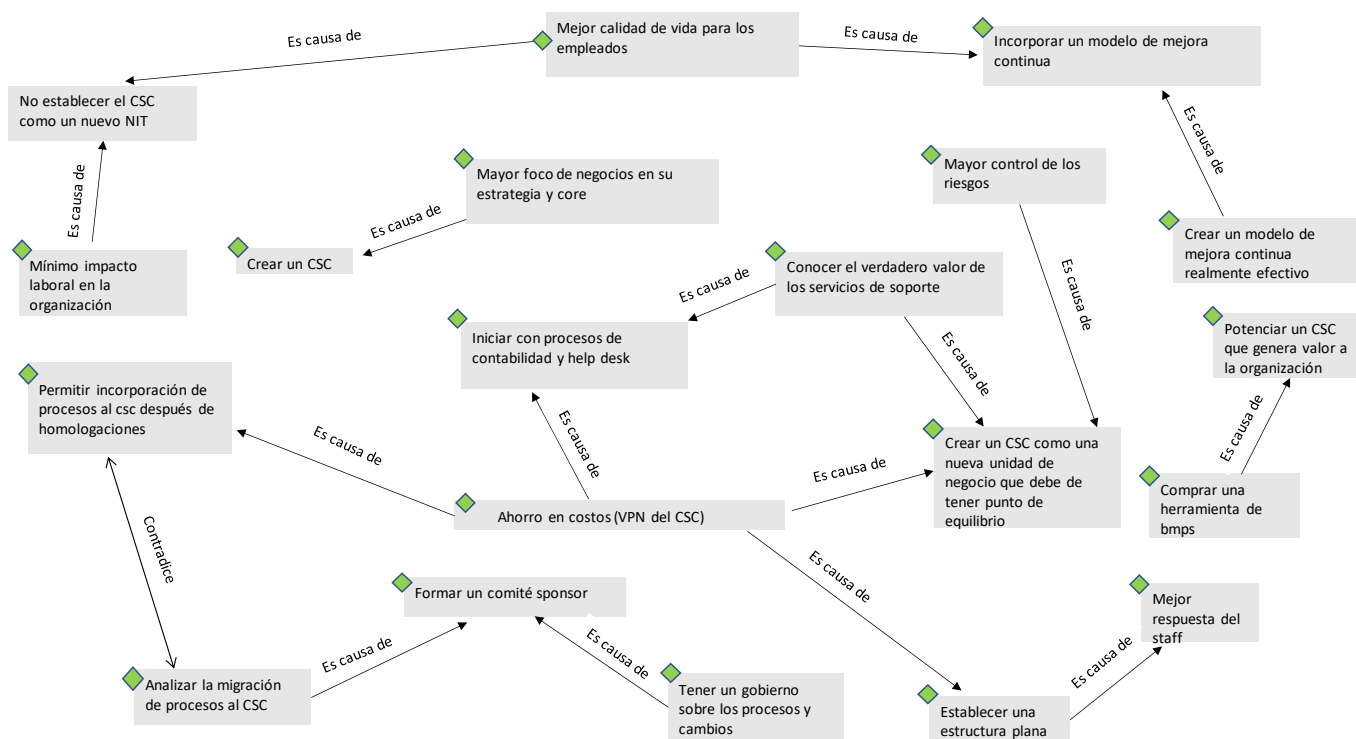 Mejor calidad de vida para los
empleados
Es causa de
Es causa de
Incorporar un modelo de mejora
continua
No establecer el CSC
como un nuevo NIT
Es causa de
Es causa de
Mayor foco de negocios en su
estrategia y core
Es causa de
Crear un CSC
Mayor control de los
riesgos
Es causa de
Mínimo impacto
laboral en la
organización
Conocer el verdadero valor de
los servicios de soporte
Es causa de
Es causa de
Crear un modelo de
mejora continua
realmente efectivo
Iniciar con procesos de
contabilidad y help desk
Potenciar un CSC
que genera valor a
la organización
Permitir incorporación de
procesos al csc después de
homologaciones
Es causa de
Es causa de
Es causa de
Crear un CSC como una
nueva unidad de
negocio que debe de
tener punto de
equilibrio
Es causa de
Comprar una
herramienta de
bmps
Ahorro en costos (VPN del CSC)
Contradice
Es causa de
Formar un comité sponsor
Mejor
respuesta del
staff
Es causa de
Es causa de
Es causa de
Analizar la migración
de procesos al CSC
Tener un gobierno
sobre los procesos y
cambios
Establecer una
estructura plana